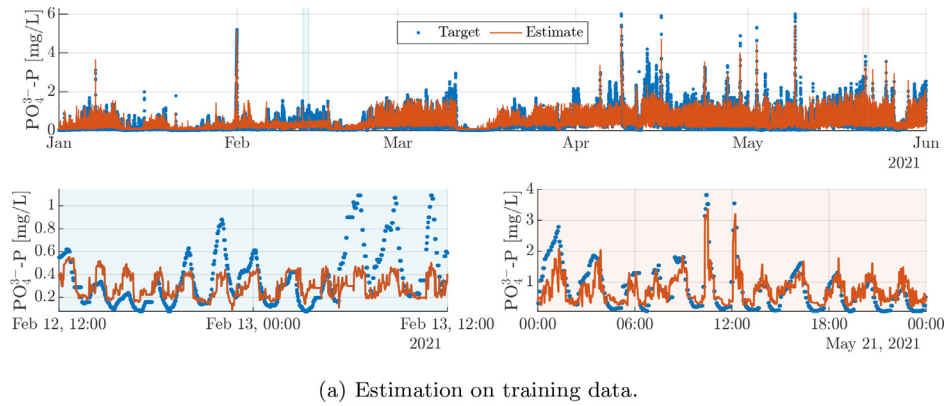 PO₄³⁻-P [mg/L]
6
4
2
0
Target Estimate
Jan Feb Mar Apr May Jun
2021
PO₄³⁻-P [mg/L]
1
0.8
0.6
0.4
0.2
Feb 12, 12:00 Feb 13, 00:00 Feb 13, 12:00
2021
PO₄³⁻-P [mg/L]
4
3
2
1
00:00 06:00 12:00 18:00 00:00
May 21, 2021
(a) Estimation on training data.